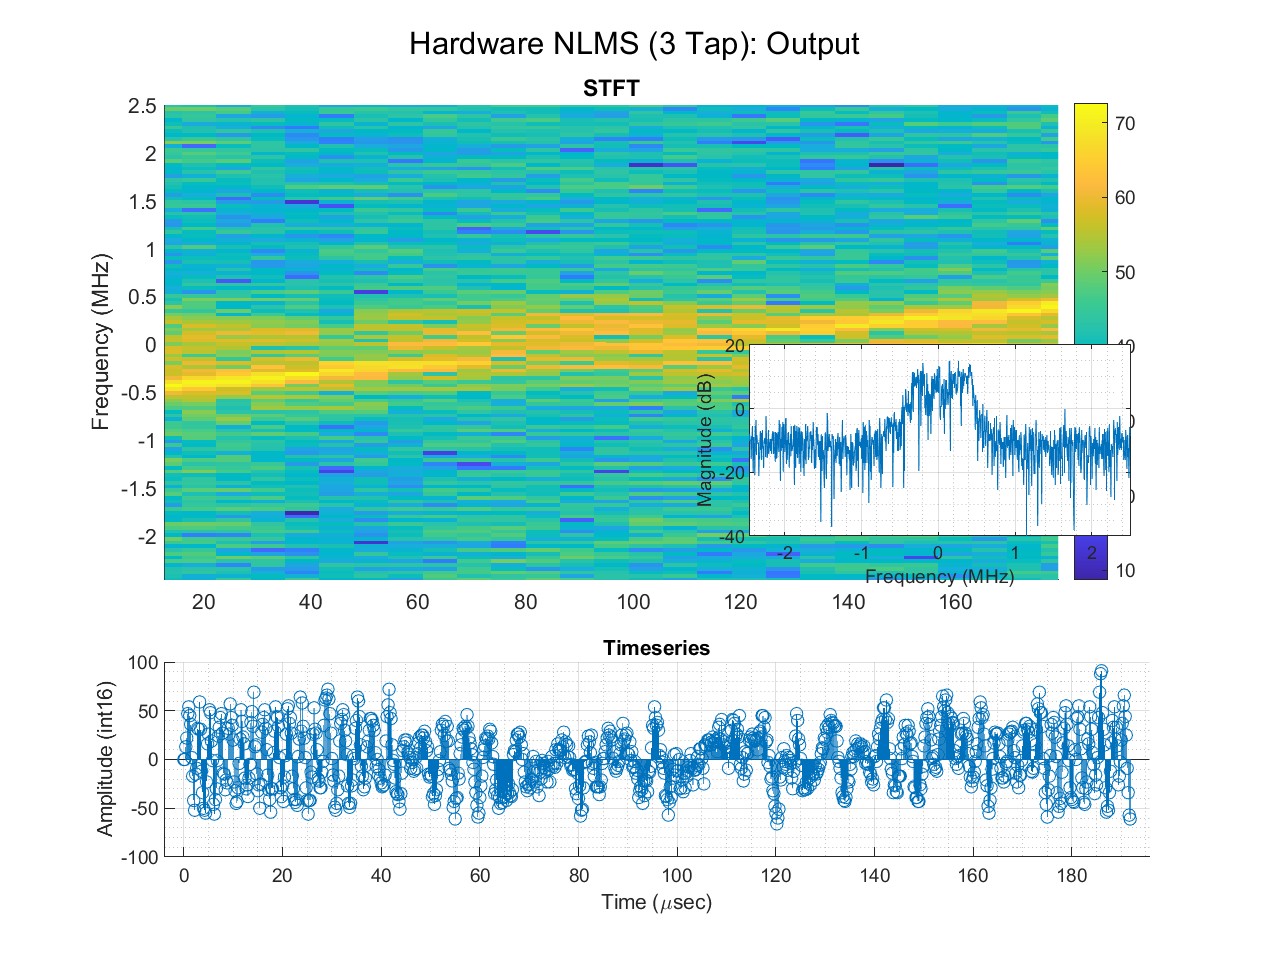 Hardware NLMS (3 Tap): Output
STFT
2.5
2
1.5
1
0.5
0
-0.5
-1
-1.5
-2
Frequency (MHz)
20 40 60 80 100 120 140 160
70
60
50
10
20
0
-20
-40
Magnitude (dB)
-2 -1 0 1 2
Frequency (MHz)
Timeseries
100
50
0
-50
-100
Amplitude (int16)
0 20 40 60 80 100 120 140 160 180
Time (μsec)